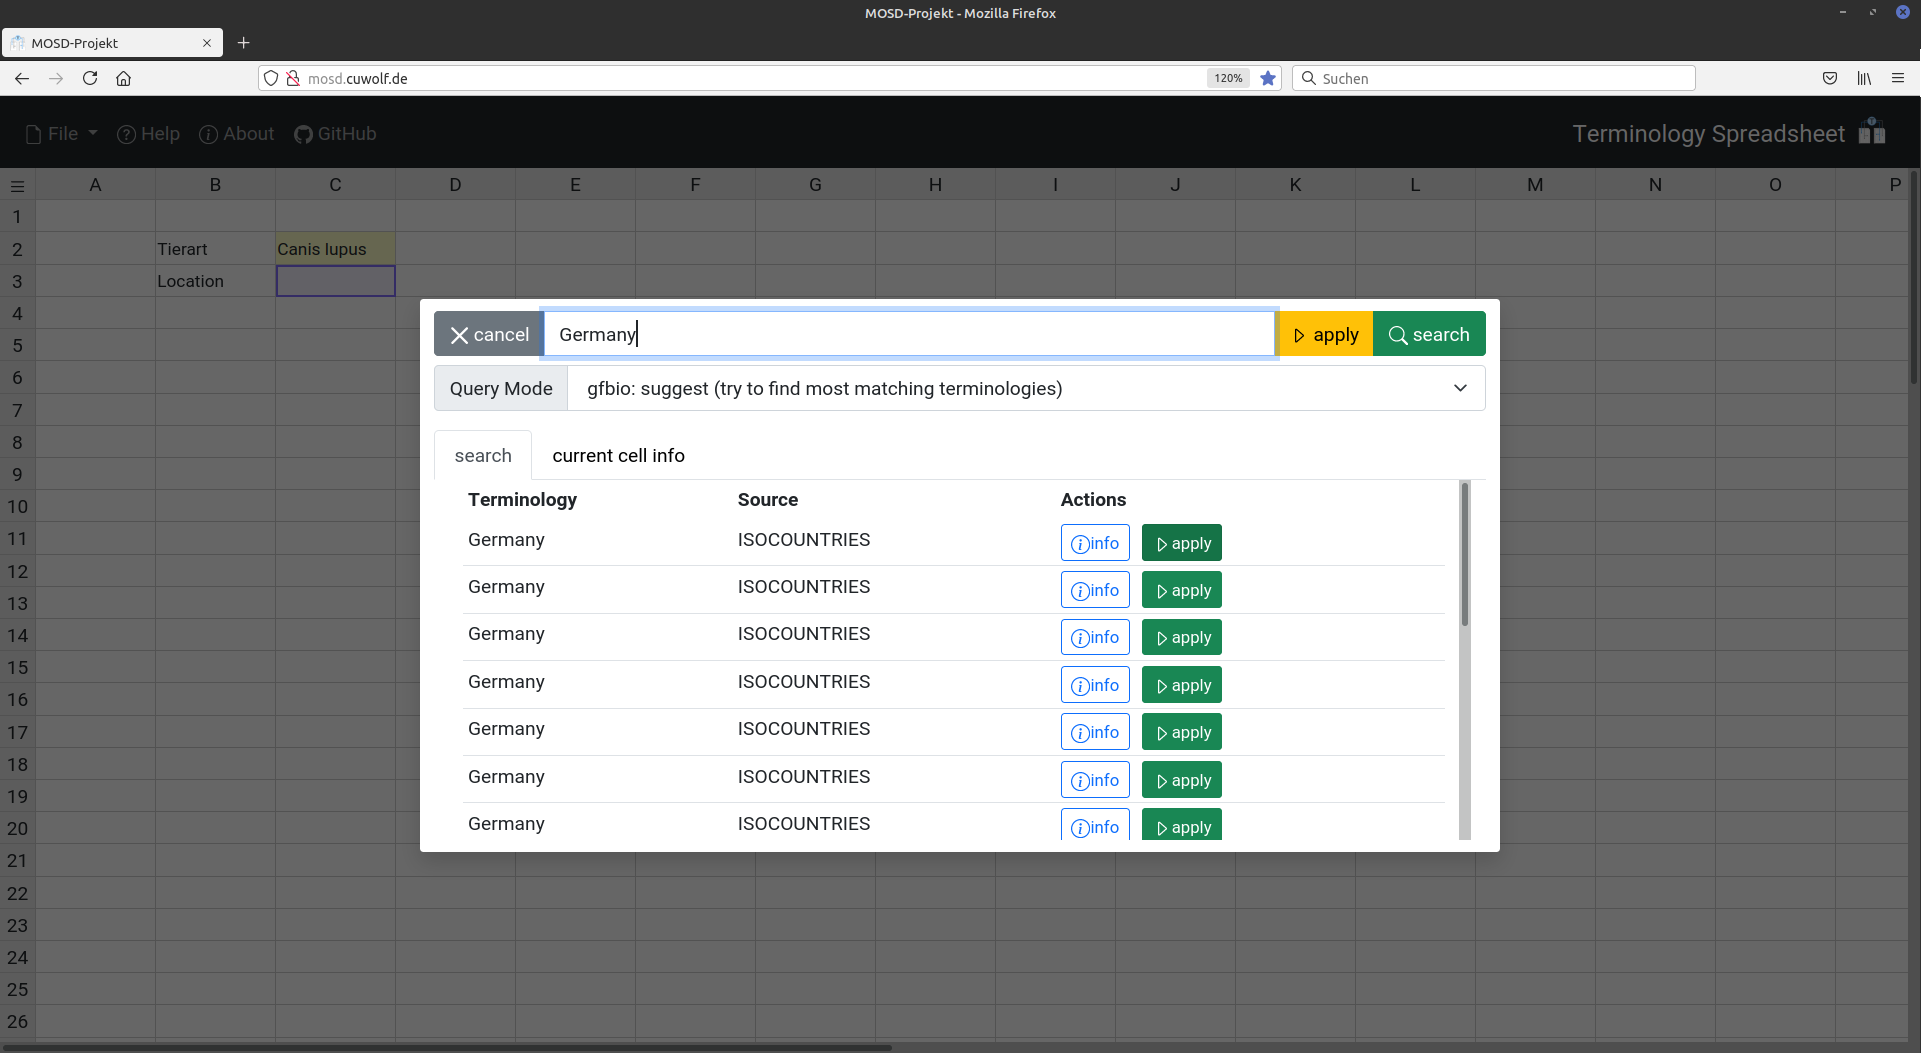 MOSD-Projekt - Mozilla Firefox
MOSD-Projekt
mosd.cuwolf.de 120% Suchen
File Help About GitHub Terminology Spreadsheet
A B C D E F G H I J K L M N O P
1
2 Tierart Canis lupus
3 Location
4
5
6
7
8
9
10
11
12
13
14
15
16
17
18
19
20
21
22
23
24
25
26
cancel Germany apply search
Query Mode gfbio: suggest (try to find most matching terminologies)
search current cell info
Terminology Source Actions
Germany ISOCOUNTRIES info apply
Germany ISOCOUNTRIES info apply
Germany ISOCOUNTRIES info apply
Germany ISOCOUNTRIES info apply
Germany ISOCOUNTRIES info apply
Germany ISOCOUNTRIES info apply
Germany ISOCOUNTRIES info apply